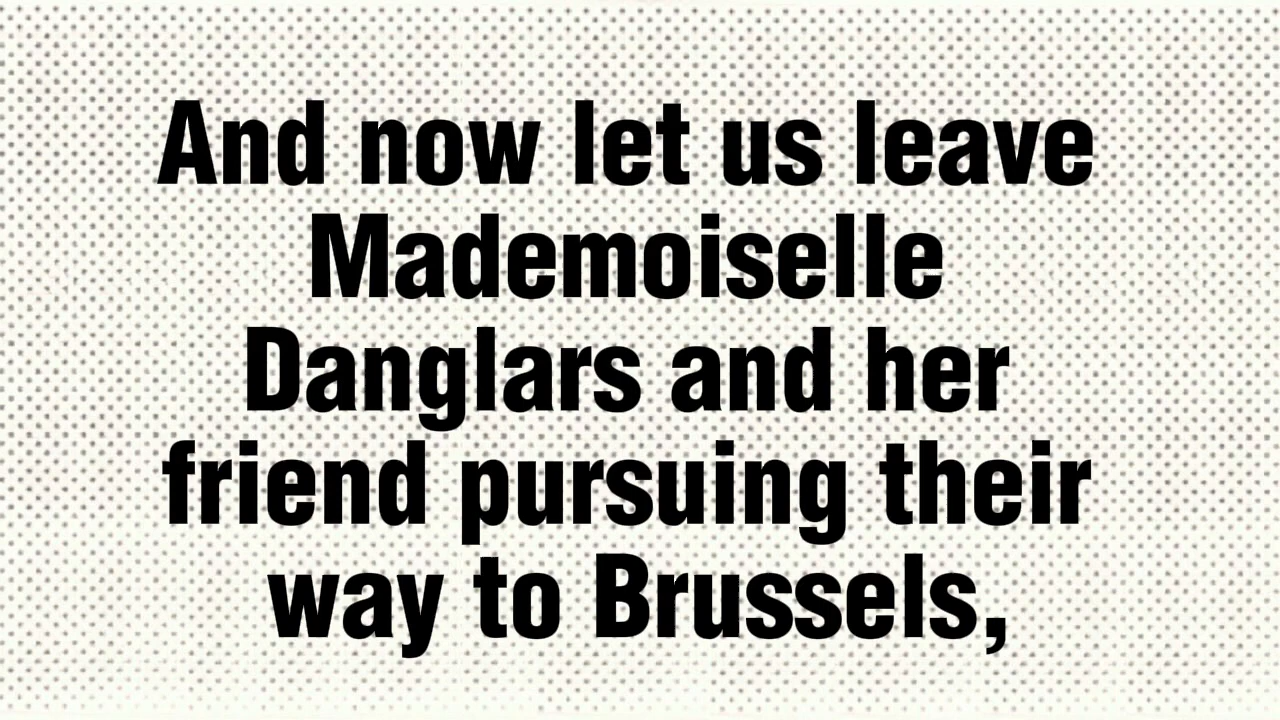 And now let us leave
Mademoiselle
Danglars and her
friend pursuing their
way to Brussels,